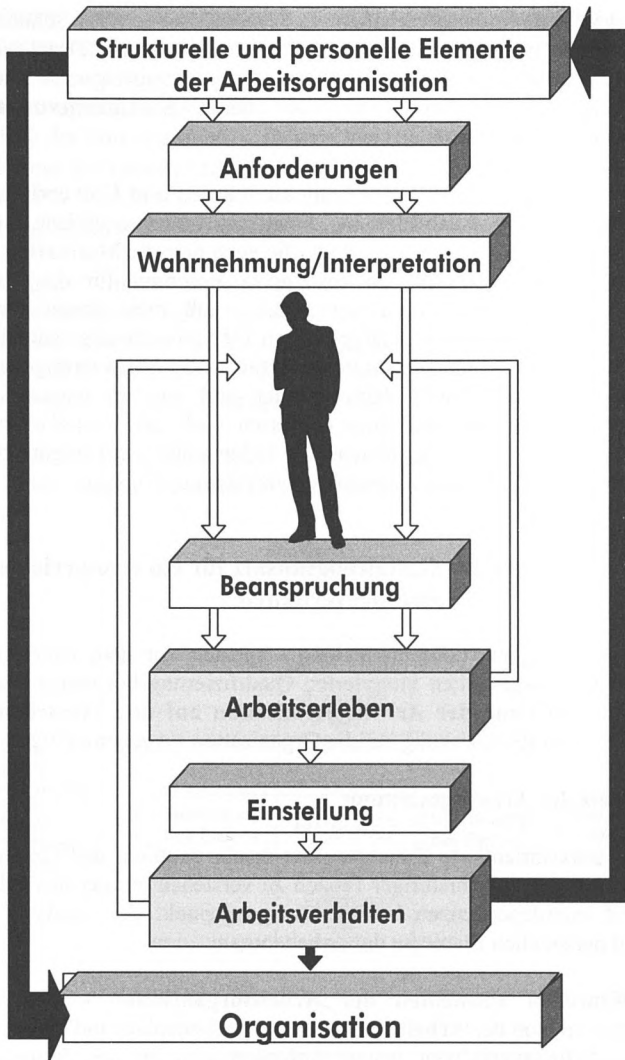 Strukturelle und personelle Elemente
der Arbeitsorganisation
Anforderungen
Wahrnehmung/Interpretation
Beanspruchung
Arbeitserleben
Einstellung
Arbeitsverhalten
Organisation